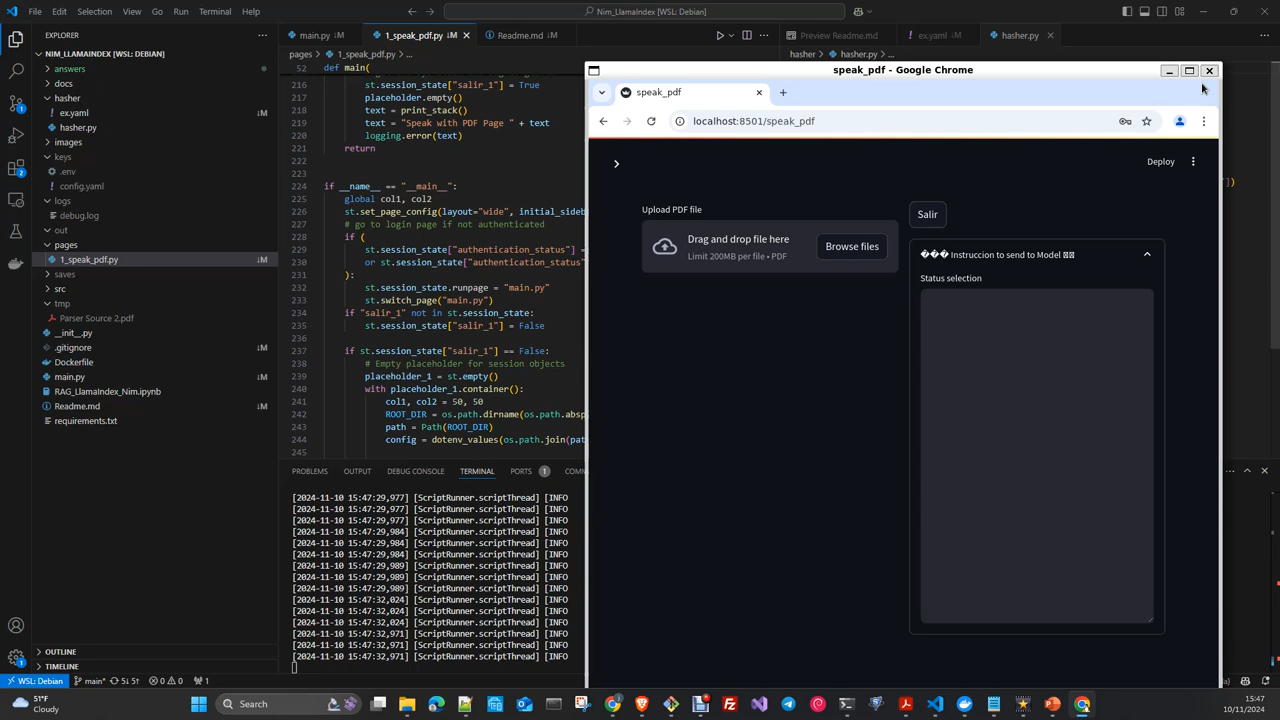 File Edit Selection View Go Run Terminal Help
Nim_LlamaIndex [WSL: Debian]
EXPLORER
NIM_LLAMAINDEX [WSL: DEBIAN]
answers
docs
hasher
ex.yaml M
hasher.py
images
keys
.env
config.yaml
logs
debug.log
out
pages
1_speak_pdf.py M
saves
src
tmp
Parser Source 2.pdf
__init__.py
.gitignore M
Dockerfile
main.py M
RAG_LlamaIndex_Nim.ipynb
Readme.md M
requirements.txt
OUTLINE
TIMELINE
main.py M 1_speak_pdf.py M Readme.md M
Preview Readme.md ex.yaml M hasher.py
pages > 1_speak_pdf.py > ...
hasher > hasher.py > ...
52 def main()
216 st.session_state["salir_1"] = True
217 placeholder.empty()
218 text = print_stack()
219 text = "Speak with PDF Page " + text
220 logging.error(text)
221 return
222
223
224 if __name__ == "__main__":
225 global col1, col2
226 st.set_page_config(layout="wide", initial_sideb
227 # go to login page if not authenticated
228 if (
229 st.session_state["authentication_status"] =
230 or st.session_state["authentication_status"
231 ):
232 st.session_state.runpage = "main.py"
233 st.switch_page("main.py")
234 if "salir_1" not in st.session_state:
235 st.session_state["salir_1"] = False
236
237 if st.session_state["salir_1"] == False:
238 # Empty placeholder for session objects
239 placeholder_1 = st.empty()
240 with placeholder_1.container():
241 col1, col2 = 50, 50
242 ROOT_DIR = os.path.dirname(os.path.absp
243 path = Path(ROOT_DIR)
244 config = dotenv_values(os.path.join(pat
245
PROBLEMS OUTPUT DEBUG CONSOLE TERMINAL PORTS 1 COMM
[2024-11-10 15:47:29,977] [ScriptRunner.scriptThread] [INFO
[2024-11-10 15:47:29,977] [ScriptRunner.scriptThread] [INFO
[2024-11-10 15:47:29,977] [ScriptRunner.scriptThread] [INFO
[2024-11-10 15:47:29,984] [ScriptRunner.scriptThread] [INFO
[2024-11-10 15:47:29,984] [ScriptRunner.scriptThread] [INFO
[2024-11-10 15:47:29,984] [ScriptRunner.scriptThread] [INFO
[2024-11-10 15:47:29,989] [ScriptRunner.scriptThread] [INFO
[2024-11-10 15:47:29,989] [ScriptRunner.scriptThread] [INFO
[2024-11-10 15:47:29,989] [ScriptRunner.scriptThread] [INFO
[2024-11-10 15:47:32,024] [ScriptRunner.scriptThread] [INFO
[2024-11-10 15:47:32,024] [ScriptRunner.scriptThread] [INFO
[2024-11-10 15:47:32,024] [ScriptRunner.scriptThread] [INFO
[2024-11-10 15:47:32,971] [ScriptRunner.scriptThread] [INFO
[2024-11-10 15:47:32,971] [ScriptRunner.scriptThread] [INFO
[2024-11-10 15:47:32,971] [ScriptRunner.scriptThread] [INFO
speak_pdf - Google Chrome
speak_pdf
localhost:8501/speak_pdf
Deploy
Upload PDF file
Drag and drop file here
Limit 200MB per file • PDF
Browse files
Salir
��� Instruccion to send to Model
Status selection
WSL: Debian main* 5↓ 5↑ 0 0 1
51°F
Cloudy
Search
15:47
10/11/2024